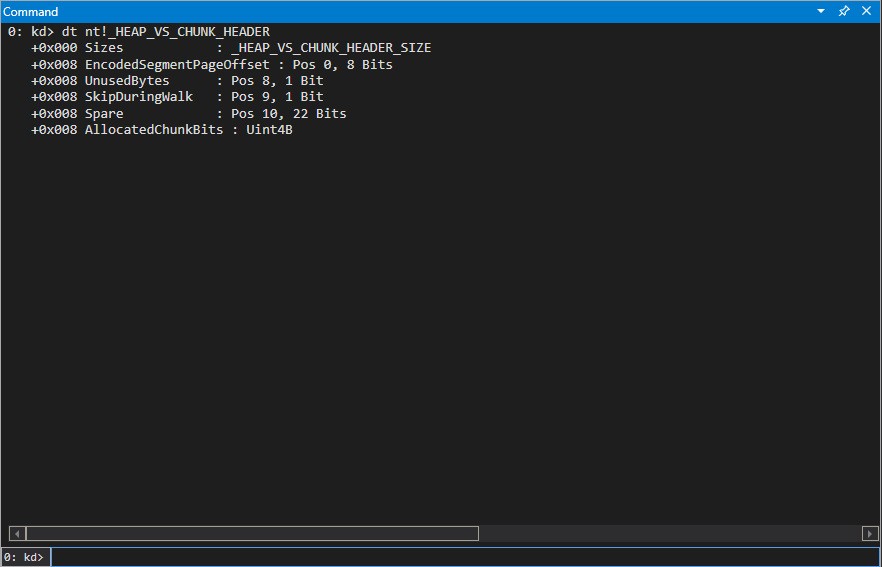 Command
0: kd> dt nt!_HEAP_VS_CHUNK_HEADER
   +0x000 Sizes            : _HEAP_VS_CHUNK_HEADER_SIZE
   +0x008 EncodedSegmentPageOffset : Pos 0, 8 Bits
   +0x008 UnusedBytes      : Pos 8, 1 Bit
   +0x008 SkipDuringWalk   : Pos 9, 1 Bit
   +0x008 Spare            : Pos 10, 22 Bits
   +0x008 AllocatedChunkBits : Uint4B
0: kd>